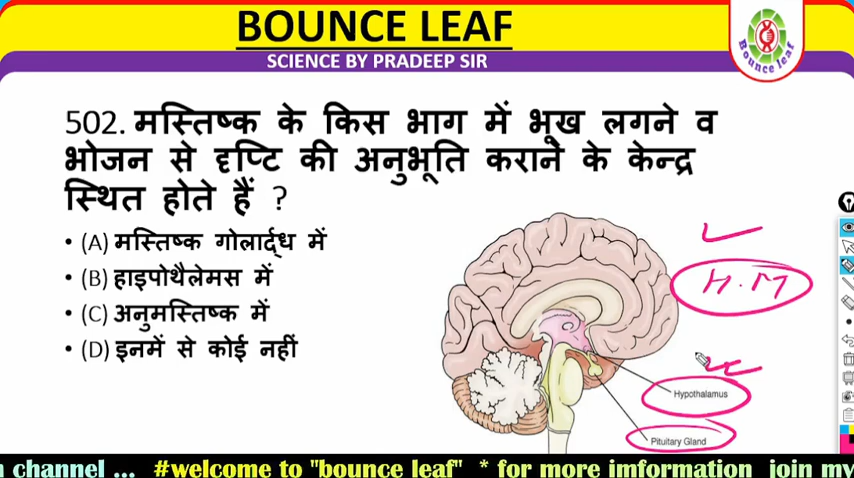 BOUNCE LEAF
SCIENCE BY PRADEEP SIR
Bounce leaf
502. मस्तिष्क के किस भाग में भूख लगने व
भोजन से दृष्टि की अनुभूति कराने के केन्द्र
स्थित होते हैं ?
• (A) मस्तिष्क गोलार्द्ध में
• (B) हाइपोथैलेमस में
• (C) अनुमस्तिष्क में
• (D) इनमें से कोई नहीं
H.M
Hypothalamus
Pituitary Gland
n channel ... #welcome to "bounce leaf" * for more imformation join my